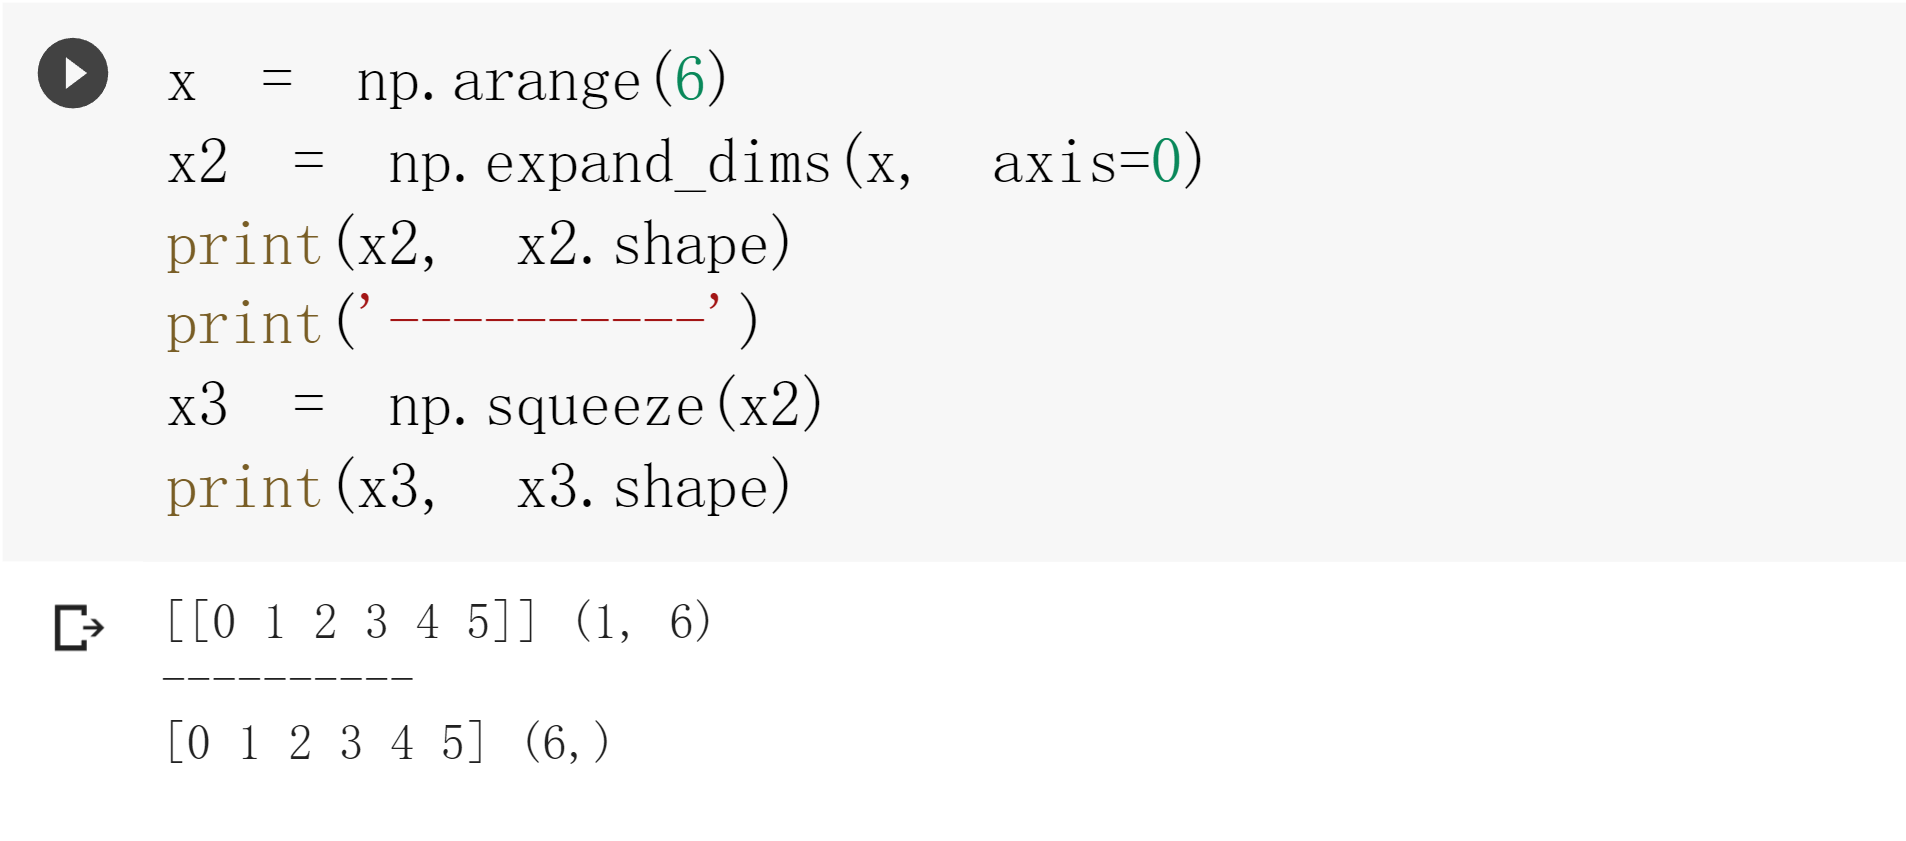 x = np.arange(6)
x2 = np.expand_dims(x, axis=0)
print(x2, x2.shape)
print('----------')
x3 = np.squeeze(x2)
print(x3, x3.shape)
[[0 1 2 3 4 5]] (1, 6)
----------
[0 1 2 3 4 5] (6,)